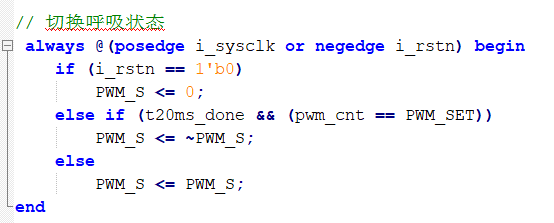 // 切换呼吸状态
always @(posedge i_sysclk or negedge i_rstn) begin
if (i_rstn == 1'b0)
PWM_S <= 0;
else if (t20ms_done && (pwm_cnt == PWM_SET))
PWM_S <= ~PWM_S;
else
PWM_S <= PWM_S;
end